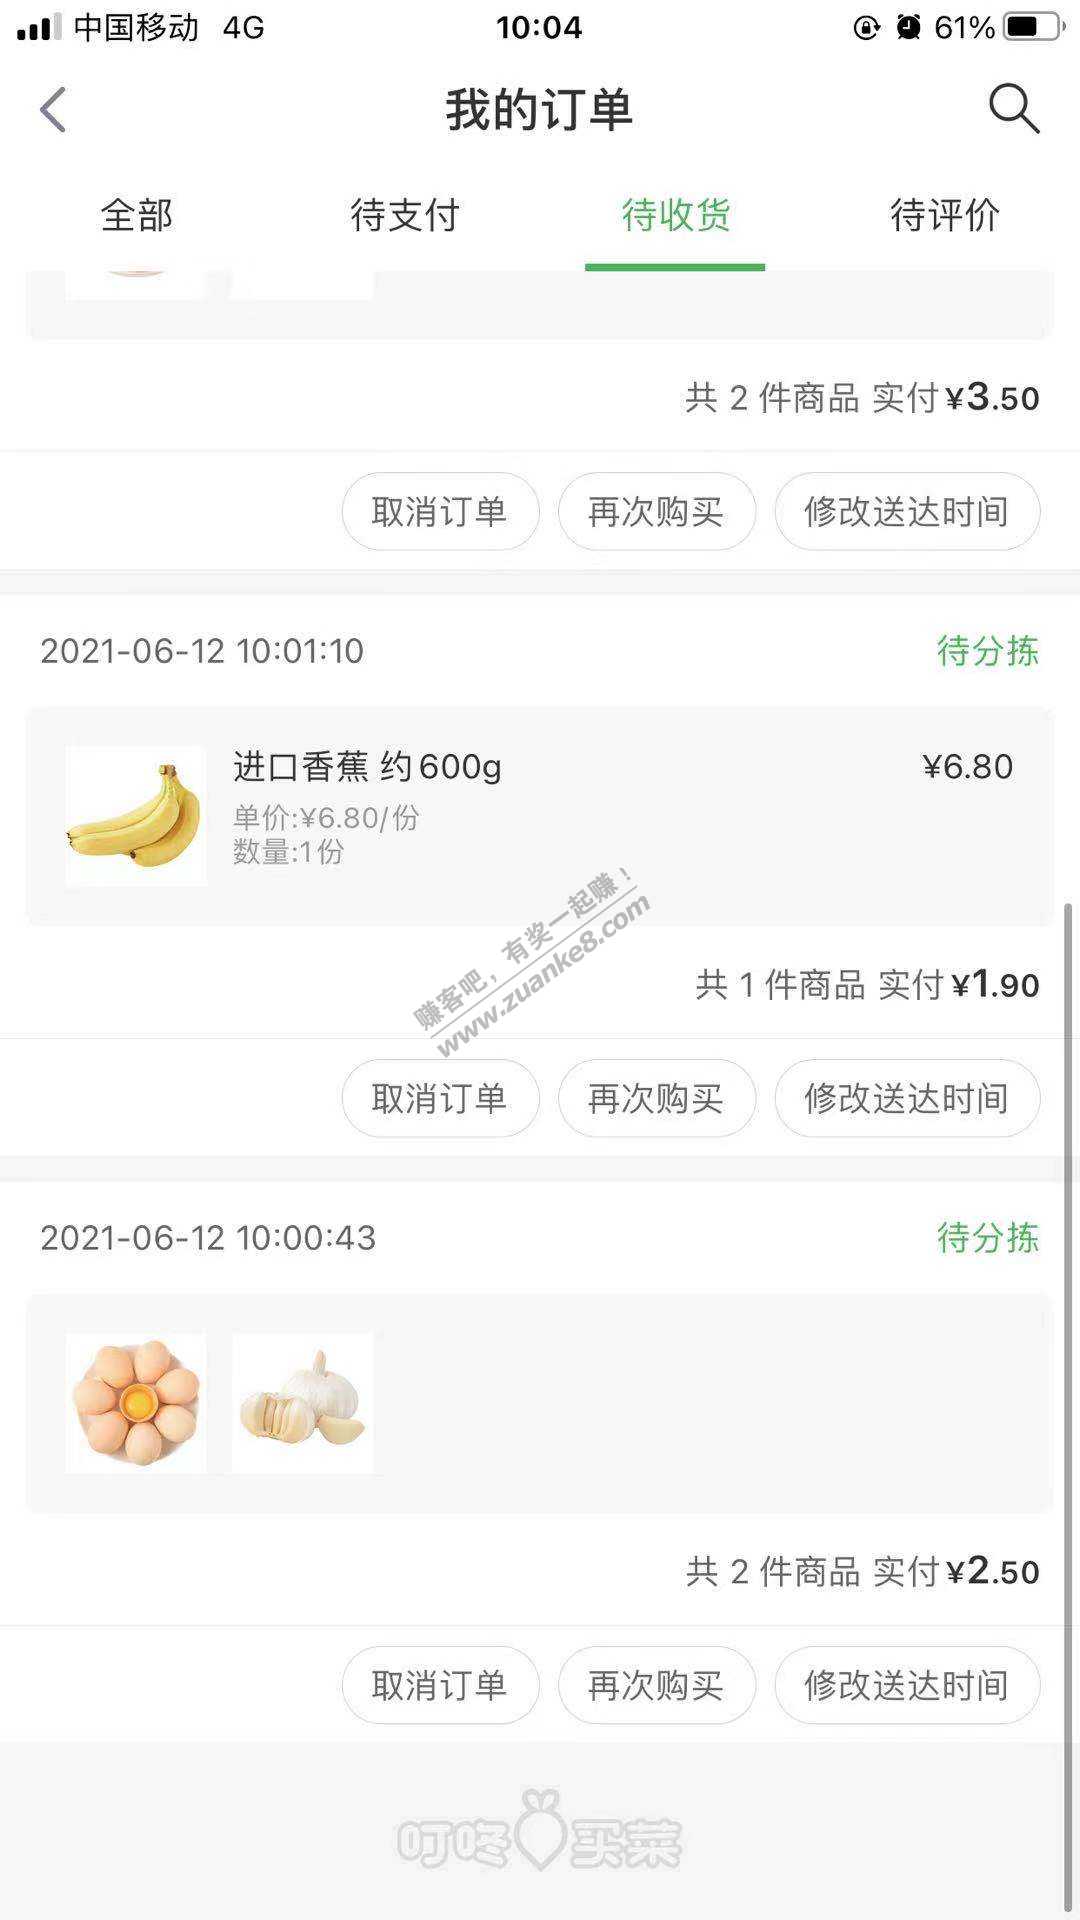 中国移动 4G 10:04 61%
我的订单
全部 待支付 待收货 待评价
共 2 件商品 实付 ¥3.50
取消订单 再次购买 修改送达时间
2021-06-12 10:01:10 待分拣
进口香蕉 约600g ¥6.80
单价:¥6.80/份
数量:1份
赚客吧，有奖一起赚！
www.zuanke8.com
共 1 件商品 实付 ¥1.90
取消订单 再次购买 修改送达时间
2021-06-12 10:00:43 待分拣
共 2 件商品 实付 ¥2.50
取消订单 再次购买 修改送达时间
叮咚买菜